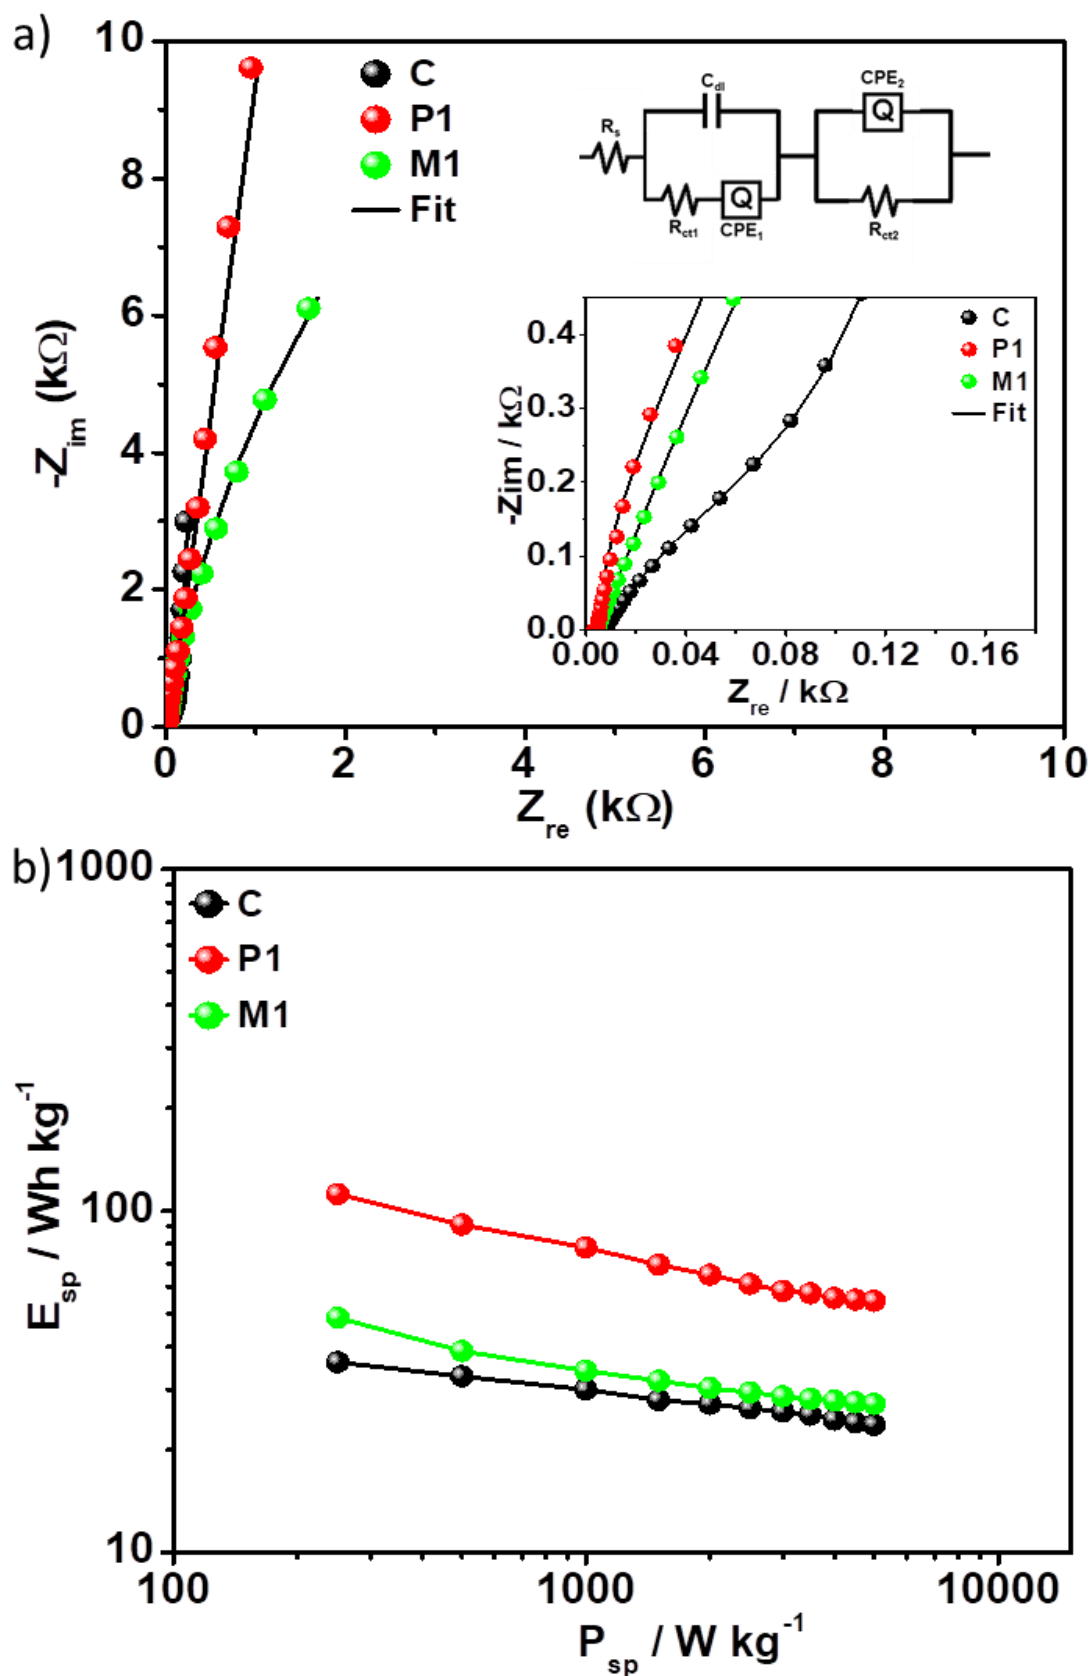 a)
10
8
6
4
2
0
-Z_im (kΩ)
C
P1
M1
Fit
R_s
C_dl
R_ct1
CPE_1
Q
CPE_2
Q
R_ct2
0.4
0.3
0.2
0.1
0.0
-Zim / kΩ
C
P1
M1
Fit
0.00 0.04 0.08 0.12 0.16
Z_re / kΩ
0 2 4 6 8 10
Z_re (kΩ)
b)
1000
100
10
E_sp / Wh kg⁻¹
C
P1
M1
100 1000 10000
P_sp / W kg⁻¹